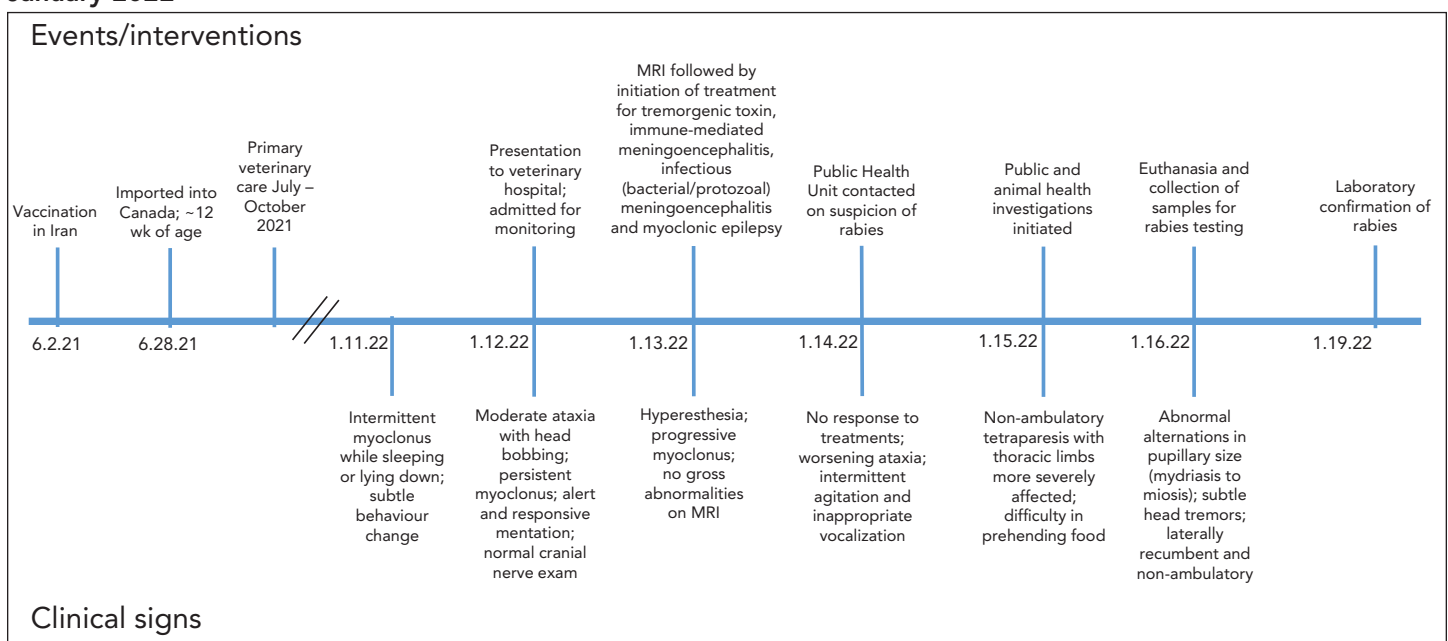 January 2022
Events/interventions
Vaccination
in Iran
Imported into
Canada; ~12
wk of age
Primary
veterinary
care July –
October
2021
Presentation
to veterinary
hospital;
admitted for
monitoring
MRI followed by
initiation of treatment
for tremorgenic toxin,
immune-mediated
meningoencephalitis,
infectious
(bacterial/protozoal)
meningoencephalitis
and myoclonic epilepsy
Public Health
Unit contacted
on suspicion of
rabies
Public and
animal health
investigations
initiated
Euthanasia and
collection of
samples for
rabies testing
Laboratory
confirmation of
rabies
6.2.21
6.28.21
1.11.22
1.12.22
1.13.22
1.14.22
1.15.22
1.16.22
1.19.22
Intermittent
myoclonus
while sleeping
or lying down;
subtle
behaviour
change
Moderate ataxia
with head
bobbing;
persistent
myoclonus; alert
and responsive
mentation;
normal cranial
nerve exam
Hyperesthesia;
progressive
myoclonus;
no gross
abnormalities
on MRI
No response to
treatments;
worsening ataxia;
intermittent
agitation and
inappropriate
vocalization
Non-ambulatory
tetraparesis with
thoracic limbs
more severely
affected;
difficulty in
prehending food
Abnormal
alternations in
pupillary size
(mydriasis to
miosis); subtle
head tremors;
laterally
recumbent and
non-ambulatory
Clinical signs